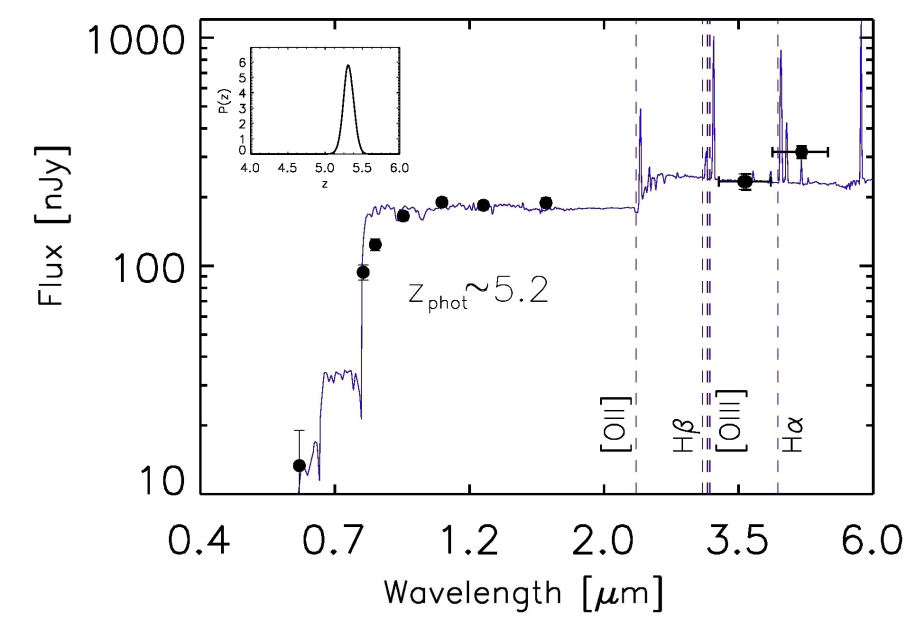 1000
100
10
Flux [nJy]
0.4 0.7 1.2 2.0 3.5 6.0
Wavelength [μm]
6
5
4
3
2
1
0
P(z)
4.0 4.5 5.0 5.5 6.0
z
z_phot~5.2
[OII]
Hβ
[OIII]
Hα